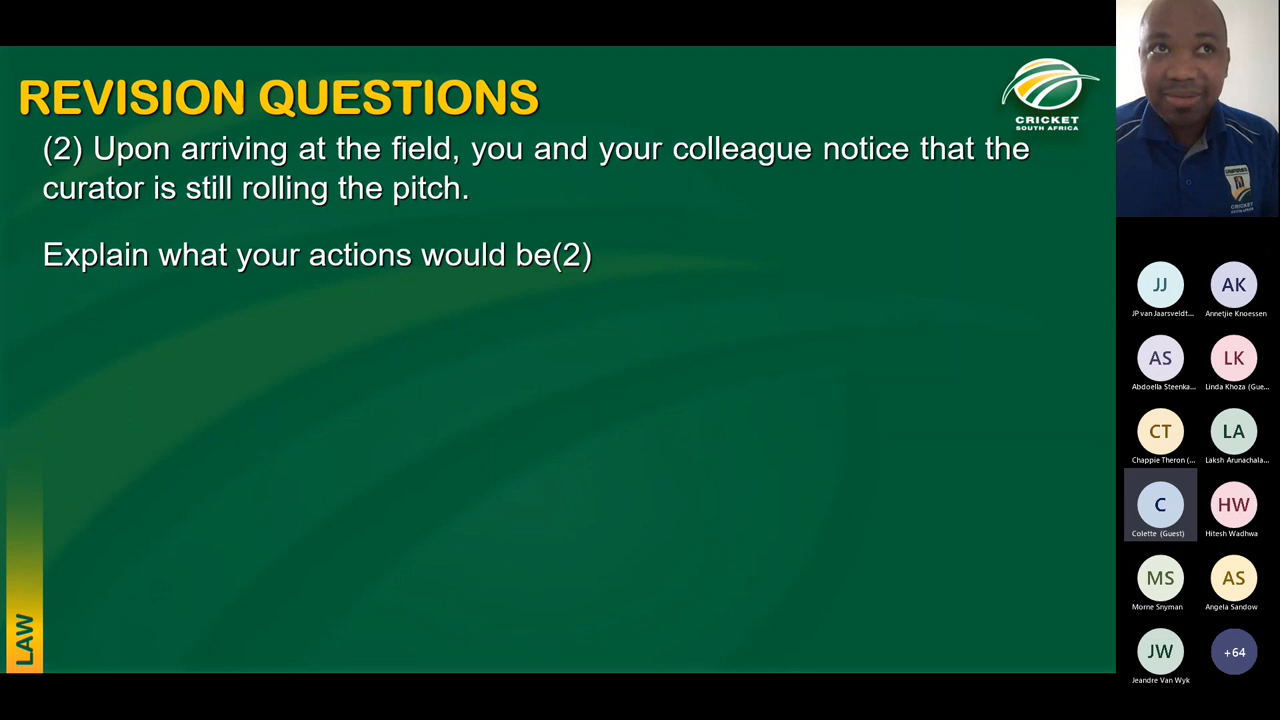 REVISION QUESTIONS
CRICKET
SOUTH AFRICA
(2) Upon arriving at the field, you and your colleague notice that the
curator is still rolling the pitch.
Explain what your actions would be(2)
LAW
CRICKET
SOUTH AFRICA
JJ
JP van Jaarsveldt...
AK
Annetjie Knoessen
AS
Abdoella Steenka...
LK
Linda Khoza (Gue...
CT
Chappie Theron (...
LA
Laksh Arunachala...
C
Colette (Guest)
HW
Hitesh Wadhwa
MS
Morne Snyman
AS
Angela Sandow
JW
Jeandre Van Wyk
+64